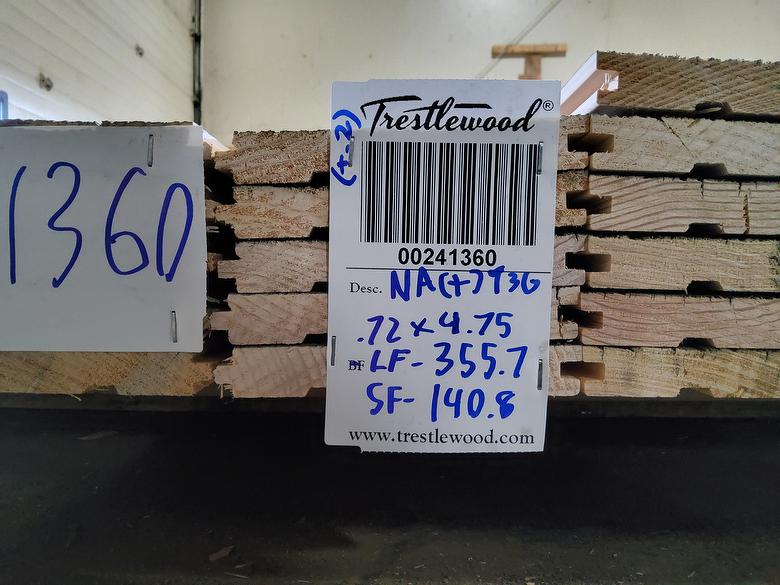 1360
(+-2)
Trestlewood®
00241360
Desc. NA(+) T3G
.72 x 4.75
BF LF- 355.7
SF- 140.8
www.trestlewood.com